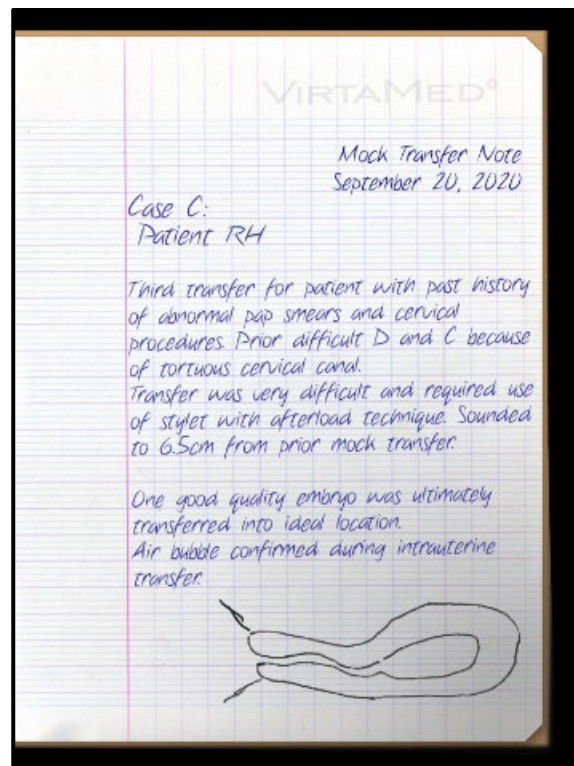 VIRTAMED®
Mock Transfer Note
September 20, 2020
Case C:
Patient RH
Third transfer for patient with past history
of abnormal pap smears and cervical
procedures. Prior difficult D and C because
of tortuous cervical canal.
Transfer was very difficult and required use
of stylet with afterload technique. Sounded
to 6.5cm from prior mock transfer.
One good quality embryo was ultimately
transferred into ideal location.
Air bubble confirmed during intrauterine
transfer.